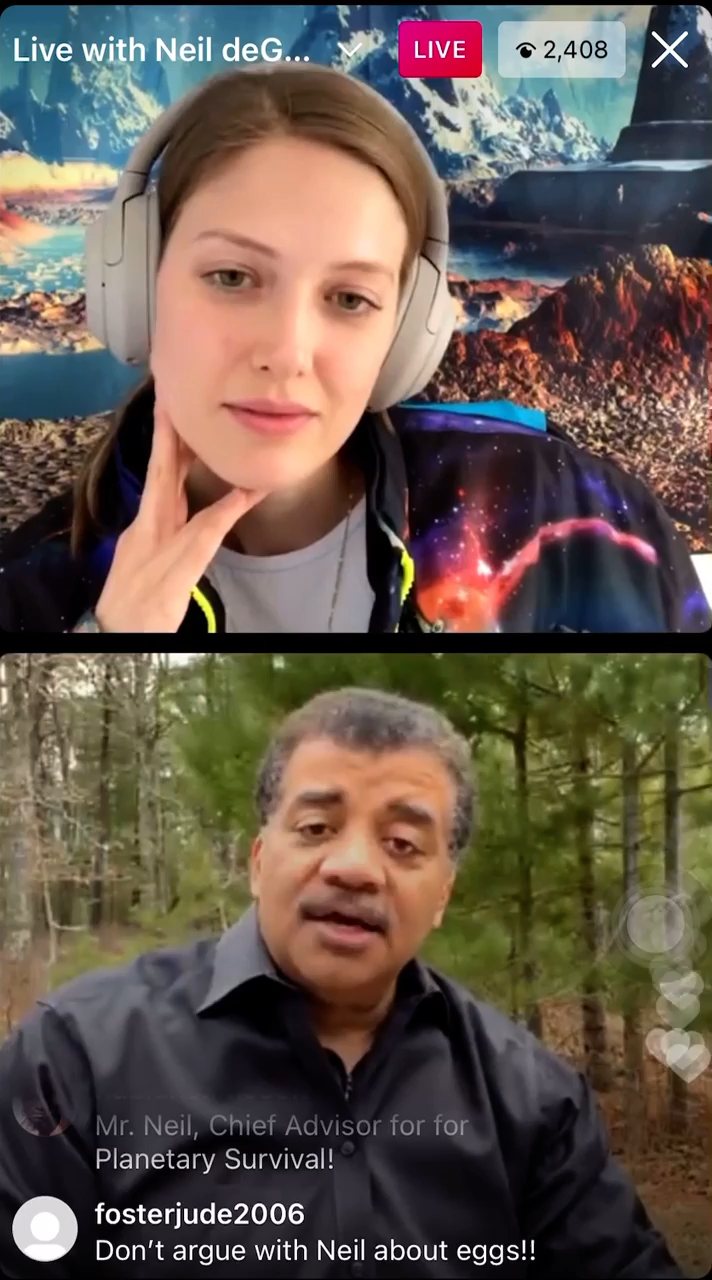 Live with Neil deG...
LIVE
2,408
Mr. Neil, Chief Advisor for for
Planetary Survival!
fosterjude2006
Don’t argue with Neil about eggs!!